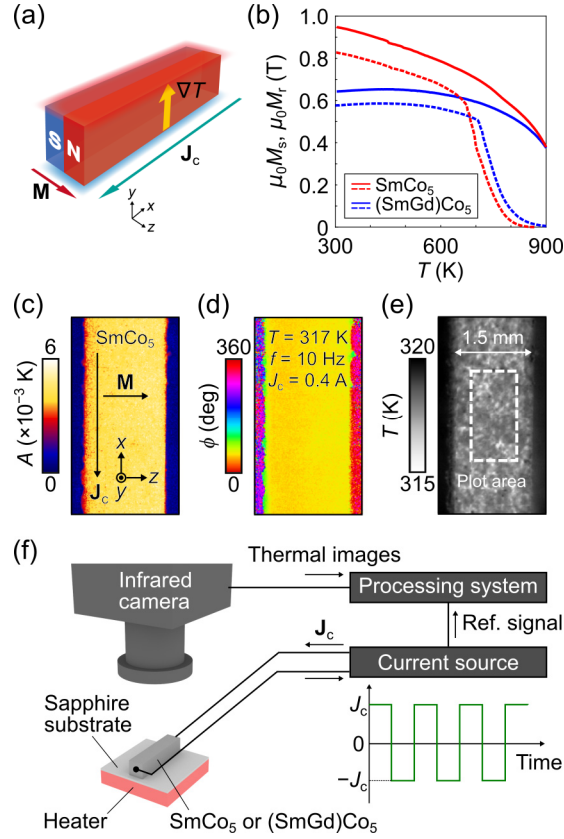 (a)
∇T
S
N
J_c
M
y
x
z
(b)
μ₀M_s, μ₀M_r (T)
1
0.8
0.6
0.4
0.2
0
SmCo₅
(SmGd)Co₅
300
600
900
T (K)
(c)
6
A (×10⁻³ K)
0
SmCo₅
M
J_c
x
y
z
(d)
360
ϕ (deg)
0
T = 317 K
f = 10 Hz
J_c = 0.4 A
(e)
320
T (K)
315
1.5 mm
Plot area
(f)
Thermal images
Infrared
camera
Processing system
J_c
Ref. signal
Current source
Sapphire
substrate
Heater
SmCo₅ or (SmGd)Co₅
J_c
0
−J_c
Time